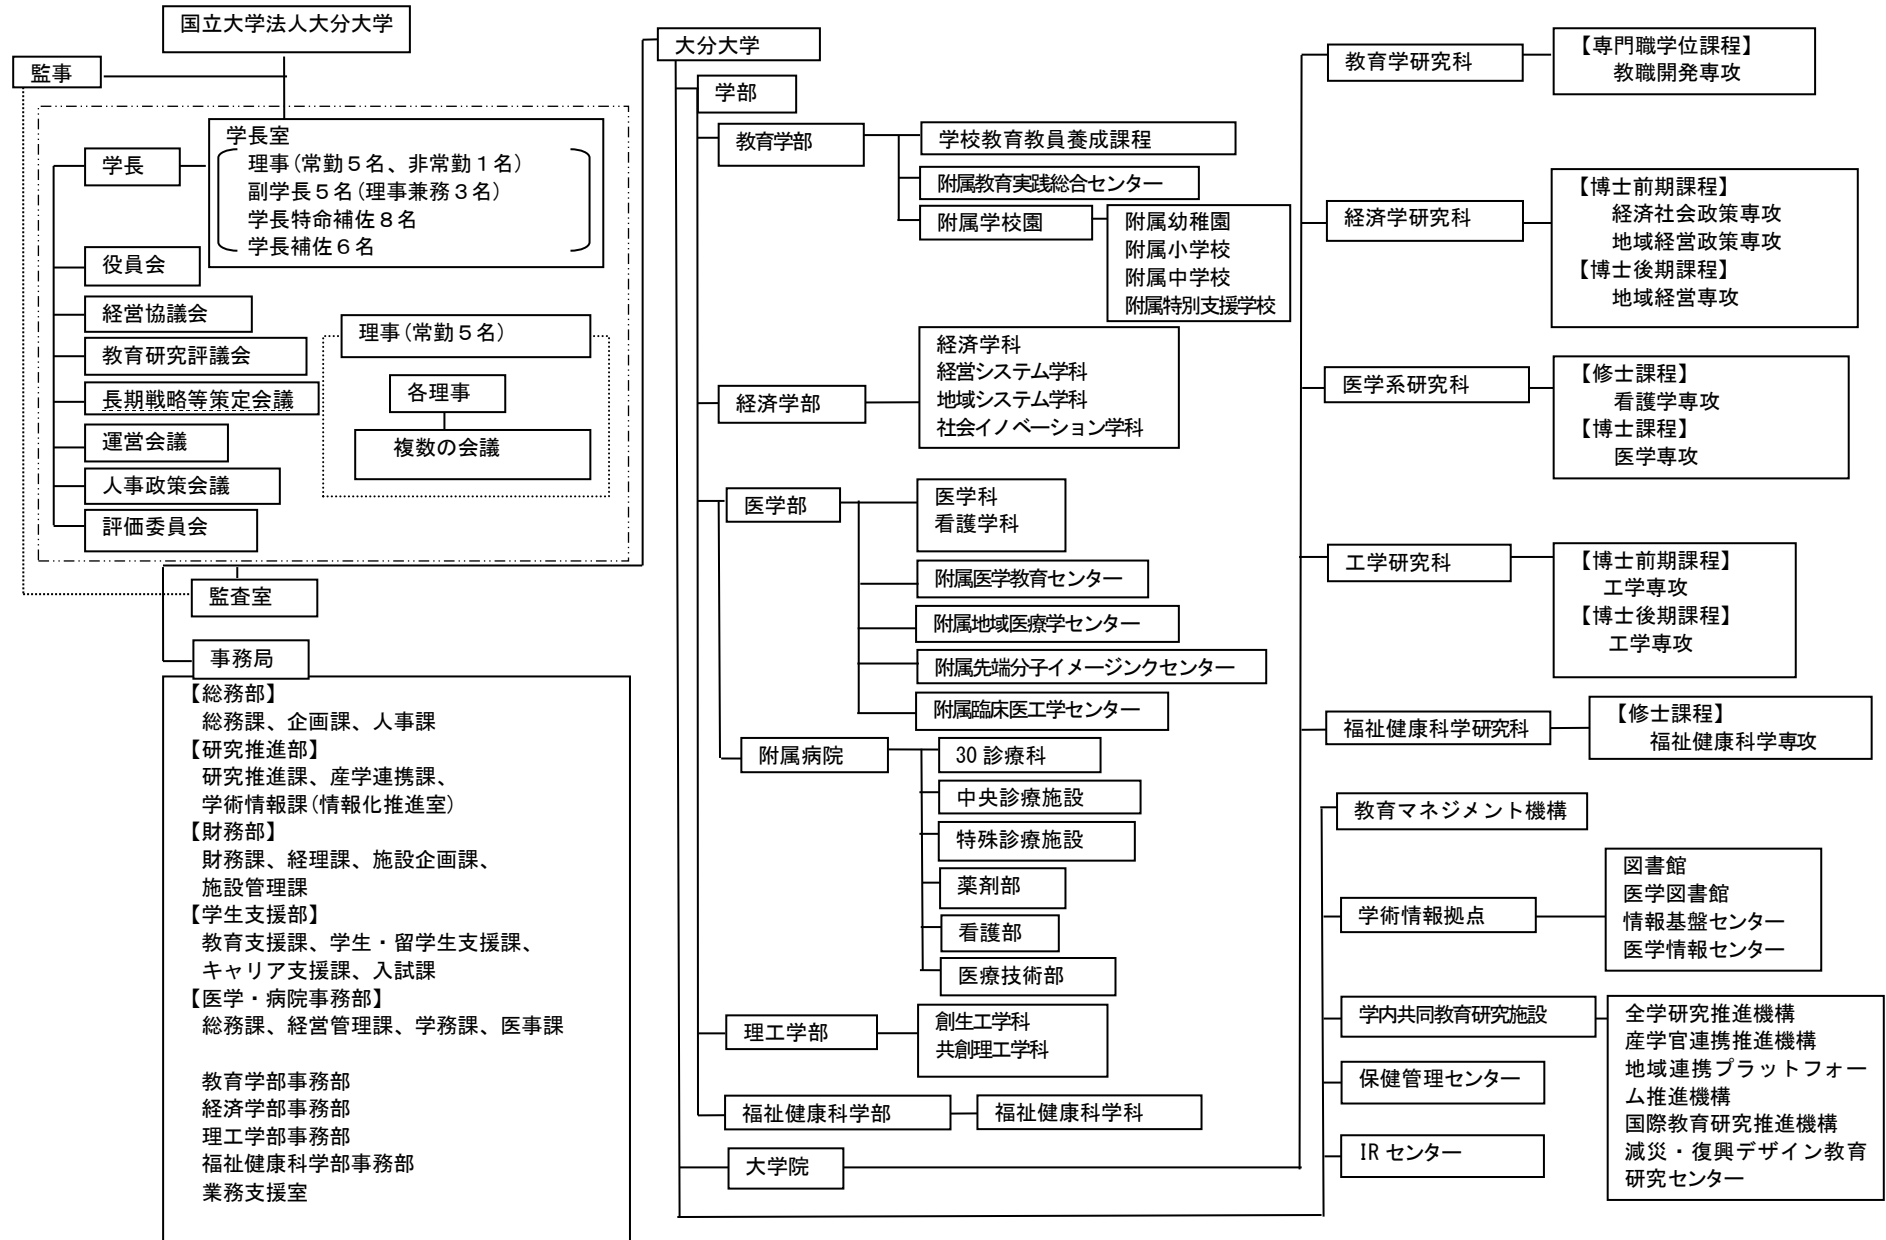 国立大学法人大分大学
監事
学長
学長室
理事(常勤５名、非常勤１名)
副学長５名(理事兼務３名)
学長特命補佐８名
学長補佐６名
役員会
経営協議会
教育研究評議会
長期戦略等策定会議
運営会議
人事政策会議
評価委員会
理事(常勤５名)
各理事
複数の会議
監査室
事務局
【総務部】
総務課、企画課、人事課
【研究推進部】
研究推進課、産学連携課、
学術情報課(情報化推進室)
【財務部】
財務課、経理課、施設企画課、
施設管理課
【学生支援部】
教育支援課、学生・留学生支援課、
キャリア支援課、入試課
【医学・病院事務部】
総務課、経営管理課、学務課、医事課
教育学部事務部
経済学部事務部
理工学部事務部
福祉健康科学部事務部
業務支援室
大分大学
学部
教育学部
学校教育教員養成課程
附属教育実践総合センター
附属学校園
附属幼稚園
附属小学校
附属中学校
附属特別支援学校
経済学部
経済学科
経営システム学科
地域システム学科
社会イノベーション学科
医学部
医学科
看護学科
附属医学教育センター
附属地域医療学センター
附属先端分子イメージンクセンター
附属臨床医工学センター
附属病院
30 診療科
中央診療施設
特殊診療施設
薬剤部
看護部
医療技術部
理工学部
創生工学科
共創理工学科
福祉健康科学部
福祉健康科学科
大学院
教育学研究科
【専門職学位課程】
教職開発専攻
経済学研究科
【博士前期課程】
経済社会政策専攻
地域経営政策専攻
【博士後期課程】
地域経営専攻
医学系研究科
【修士課程】
看護学専攻
【博士課程】
医学専攻
工学研究科
【博士前期課程】
工学専攻
【博士後期課程】
工学専攻
福祉健康科学研究科
【修士課程】
福祉健康科学専攻
教育マネジメント機構
学術情報拠点
図書館
医学図書館
情報基盤センター
医学情報センター
学内共同教育研究施設
全学研究推進機構
産学官連携推進機構
地域連携プラットフォー
ム推進機構
国際教育研究推進機構
減災・復興デザイン教育
研究センター
保健管理センター
IR センター